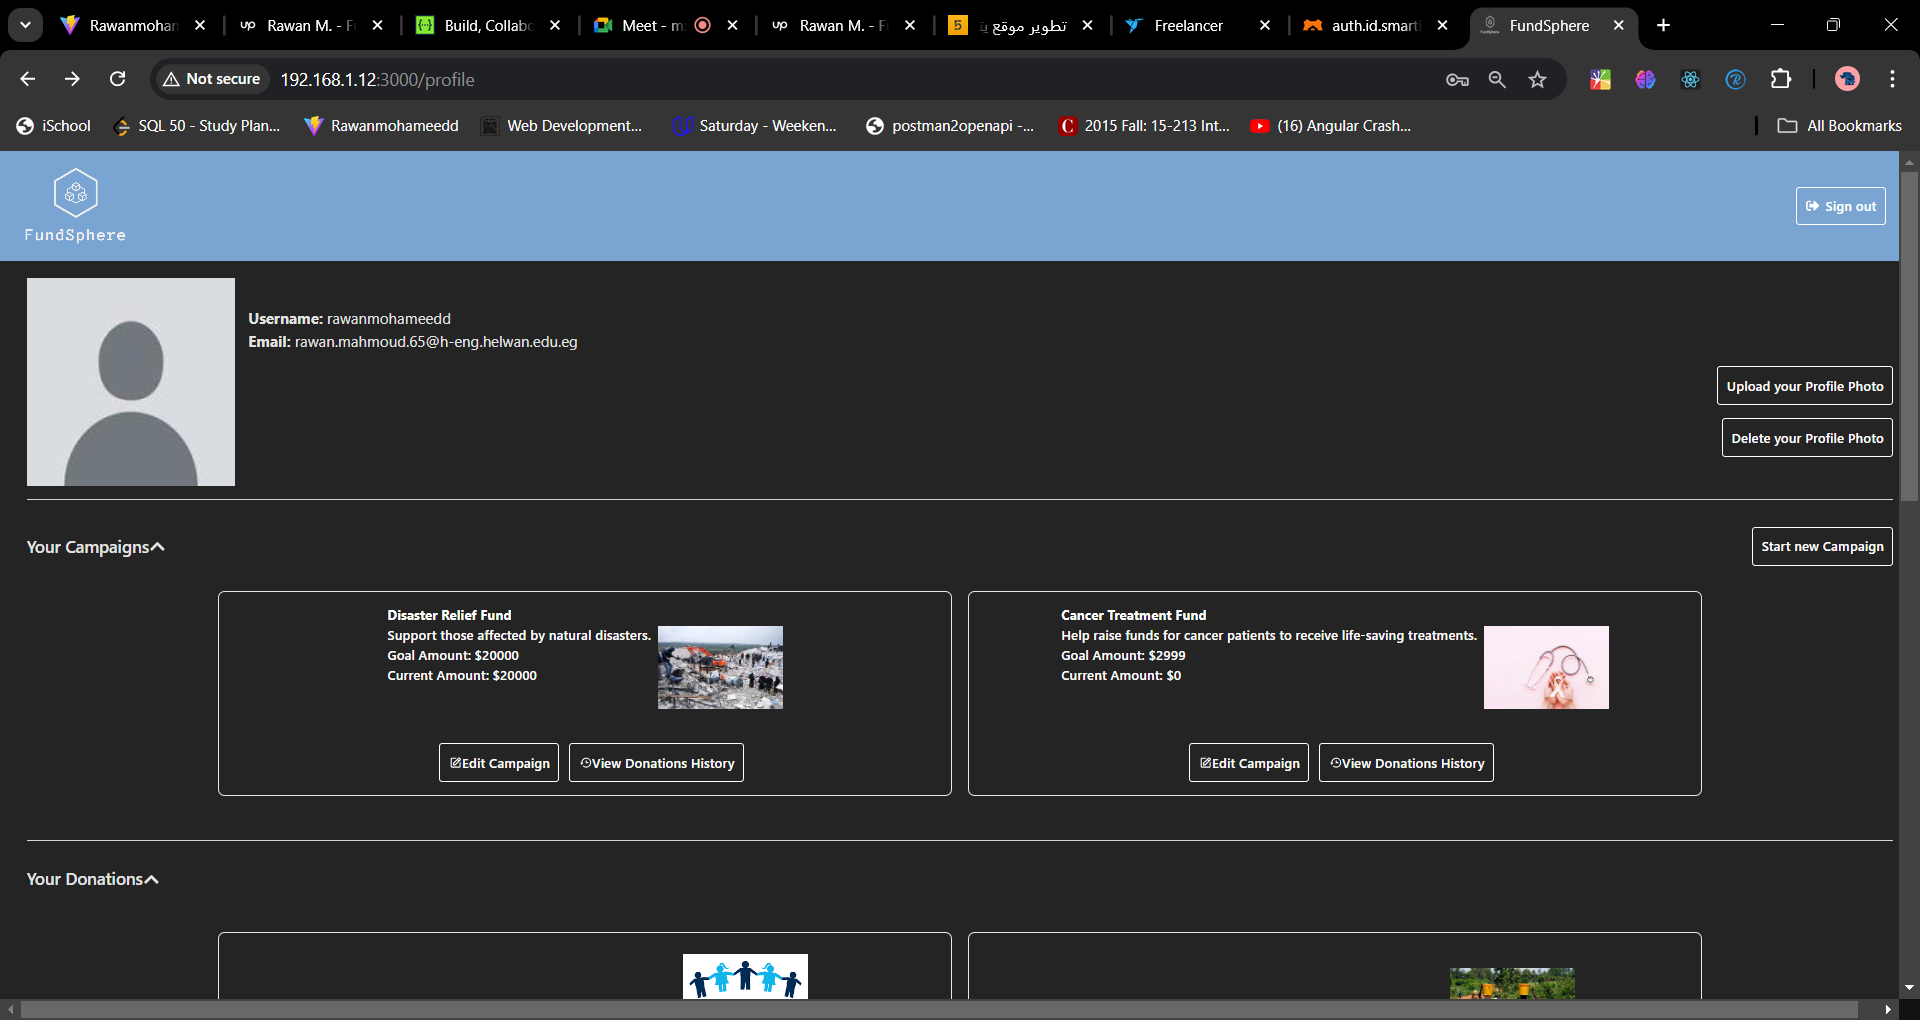 Rawanmohan
Rawan M. - F
Build, Collabo
Meet - m
Rawan M. - F
5
تطوير موقع ي
Freelancer
auth.id.smart
FundSphere
Not secure
192.168.1.12:3000/profile
iSchool
SQL 50 - Study Plan...
Rawanmohameedd
Web Development...
Saturday - Weeken...
postman2openapi -...
2015 Fall: 15-213 Int...
(16) Angular Crash...
All Bookmarks
FundSphere
Sign out
Username: rawanmohameedd
Email: rawan.mahmoud.65@h-eng.helwan.edu.eg
Upload your Profile Photo
Delete your Profile Photo
Your Campaigns
Start new Campaign
Disaster Relief Fund
Support those affected by natural disasters.
Goal Amount: $20000
Current Amount: $20000
Edit Campaign
View Donations History
Cancer Treatment Fund
Help raise funds for cancer patients to receive life-saving treatments.
Goal Amount: $2999
Current Amount: $0
Edit Campaign
View Donations History
Your Donations